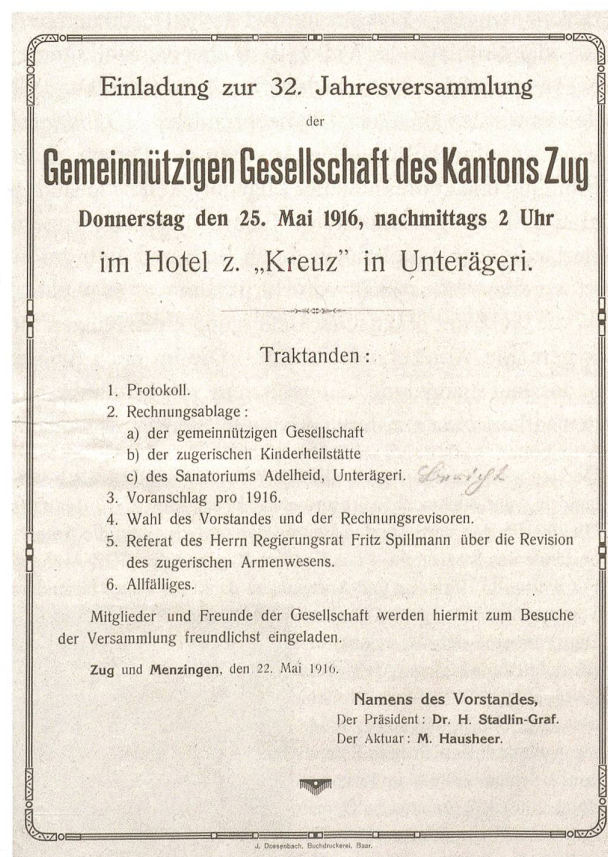 Einladung zur 32. Jahresversammlung
der
Gemeinnützigen Gesellschaft des Kantons Zug
Donnerstag den 25. Mai 1916, nachmittags 2 Uhr
im Hotel z. „Kreuz” in Unterägeri.
Traktanden :
1. Protokoll.
2. Rechnungsablage :
a) der gemeinnützigen Gesellschaft
b) der zugerischen Kinderheilstätte
c) des Sanatoriums Adelheid, Unterägeri. Bericht
3. Voranschlag pro 1916.
4. Wahl des Vorstandes und der Rechnungsrevisoren.
5. Referat des Herrn Regierungsrat Fritz Spillmann über die Revision
des zugerischen Armenwesens.
6. Allfälliges.
Mitglieder und Freunde der Gesellschaft werden hiermit zum Besuche
der Versammlung freundlichst eingeladen.
Zug und Menzingen, den 22. Mai 1916.
Namens des Vorstandes,
Der Präsident : Dr. H. Stadlin-Graf.
Der Aktuar : M. Hausheer.
J. Doesenbach, Buchdruckerei, Baar.